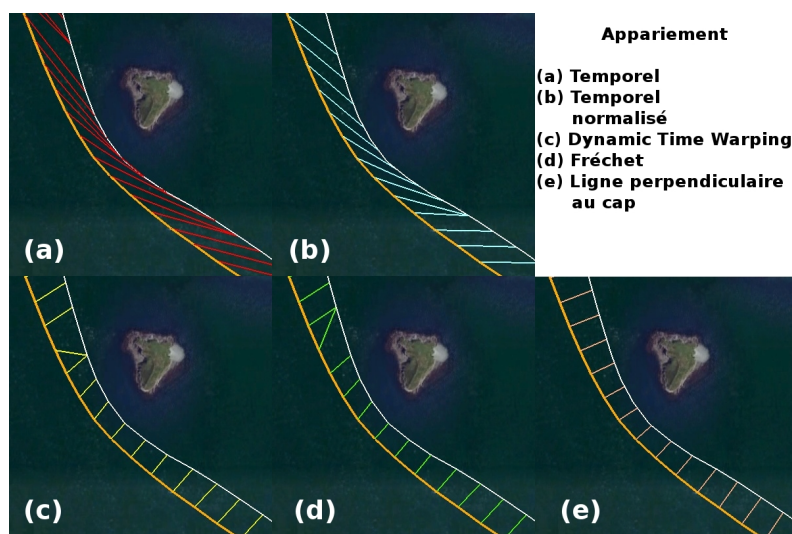 Appariement
(a) Temporel
(b) Temporel
normalisé
(c) Dynamic Time Warping
(d) Fréchet
(e) Ligne perpendiculaire
au cap
(a)
(b)
(c)
(d)
(e)